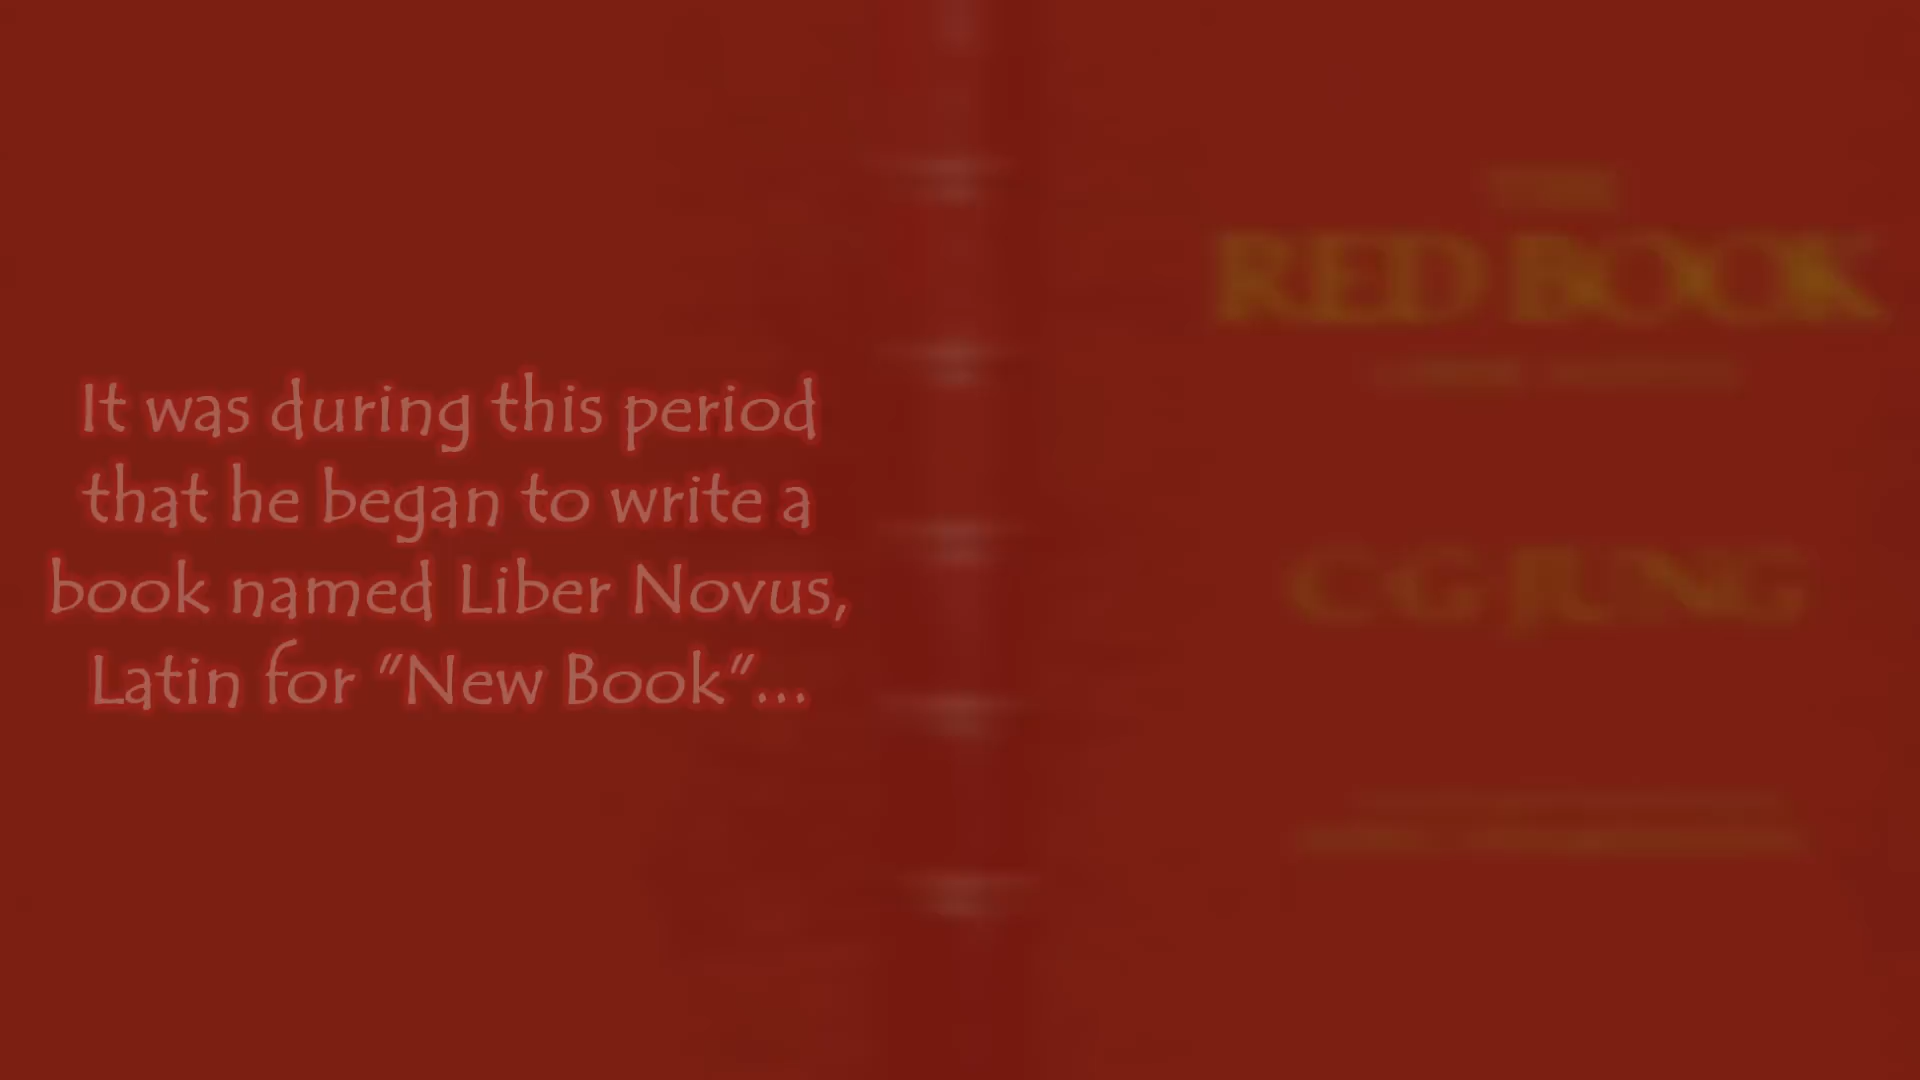 It was during this period
that he began to write a
book named Liber Novus,
Latin for "New Book"...
THE
RED BOOK
C G JUNG